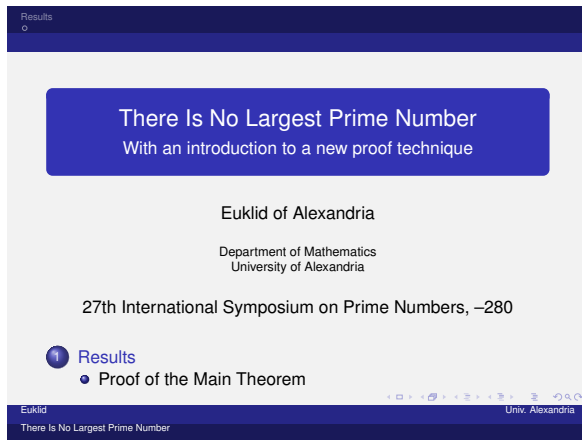 Results
There Is No Largest Prime Number
With an introduction to a new proof technique
Euklid of Alexandria
Department of Mathematics
University of Alexandria
27th International Symposium on Prime Numbers, –280
1 Results
Proof of the Main Theorem
Euklid Univ. Alexandria
There Is No Largest Prime Number